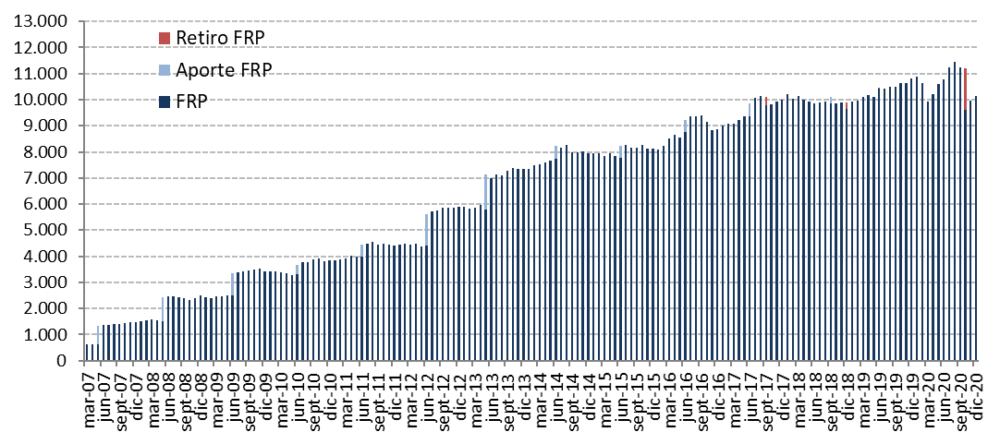 13.000
12.000
11.000
10.000
9.000
8.000
7.000
6.000
5.000
4.000
3.000
2.000
1.000
0
Retiro FRP
Aporte FRP
FRP
mar-07
jun-07
sept-07
dic-07
mar-08
jun-08
sept-08
dic-08
mar-09
jun-09
sept-09
dic-09
mar-10
jun-10
sept-10
dic-10
mar-11
jun-11
sept-11
dic-11
mar-12
jun-12
sept-12
dic-12
mar-13
jun-13
sept-13
dic-13
mar-14
jun-14
sept-14
dic-14
mar-15
jun-15
sept-15
dic-15
mar-16
jun-16
sept-16
dic-16
mar-17
jun-17
sept-17
dic-17
mar-18
jun-18
sept-18
dic-18
mar-19
jun-19
sept-19
dic-19
mar-20
jun-20
sept-20
dic-20